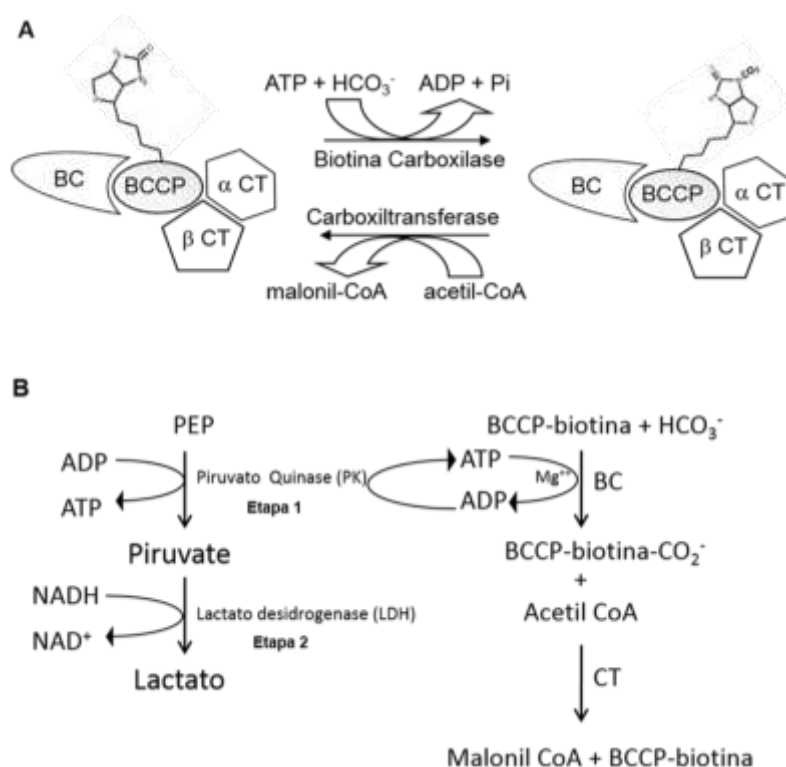 A
ATP + HCO₃⁻ ADP + Pi
Biotina Carboxilase
BC BCCP α CT
β CT
Carboxiltransferase
malonil-CoA acetil-CoA
BC BCCP α CT
β CT
B
PEP
ADP
ATP
Piruvato Quinase (PK)
Etapa 1
Piruvate
NADH
NAD⁺
Lactato desidrogenase (LDH)
Etapa 2
Lactato
BCCP-biotina + HCO₃⁻
ATP
Mg⁺⁺
ADP
BC
BCCP-biotina-CO₂⁻
+
Acetil CoA
CT
Malonil CoA + BCCP-biotina